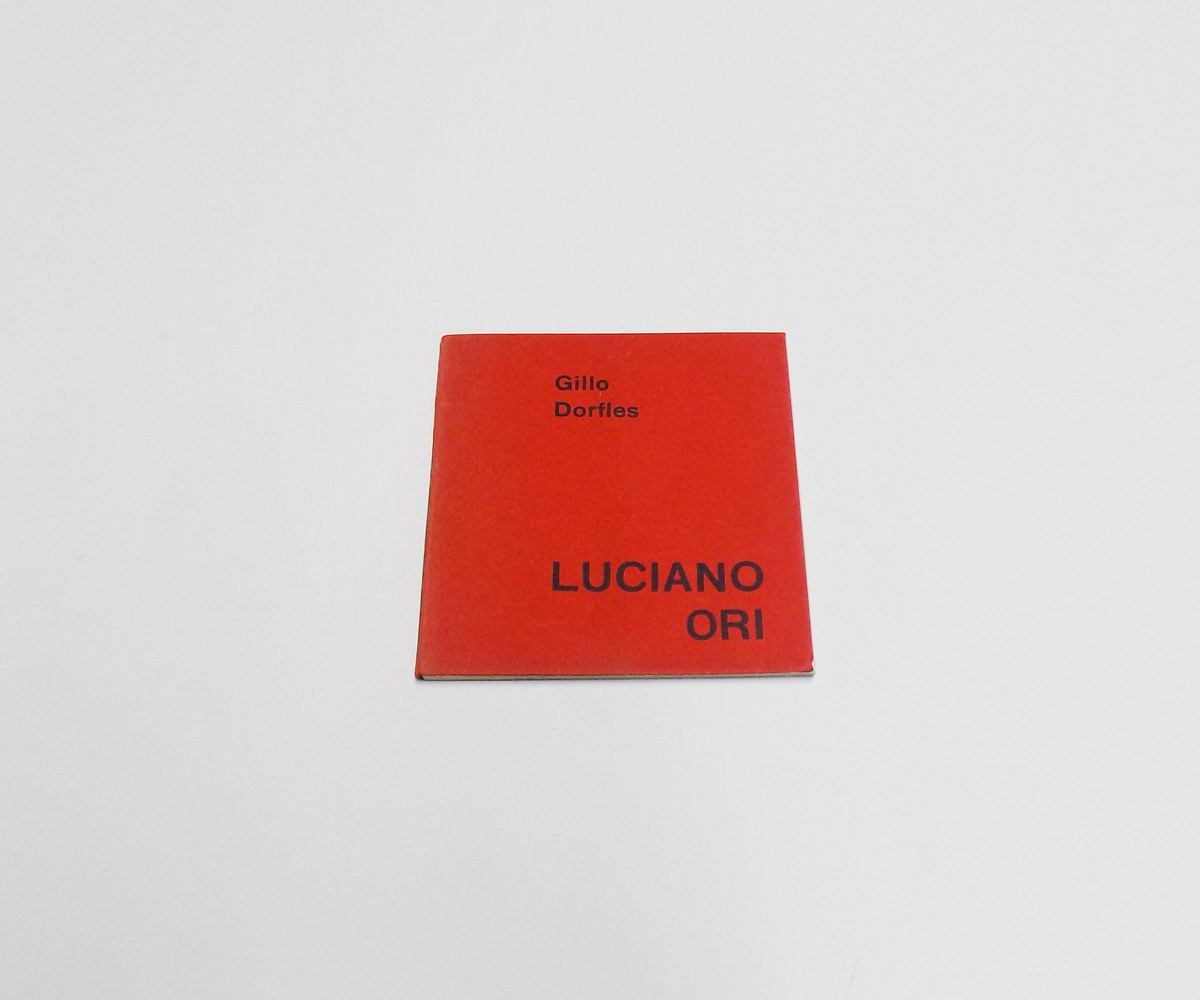 Gillo
Dorfles
LUCIANO
ORI